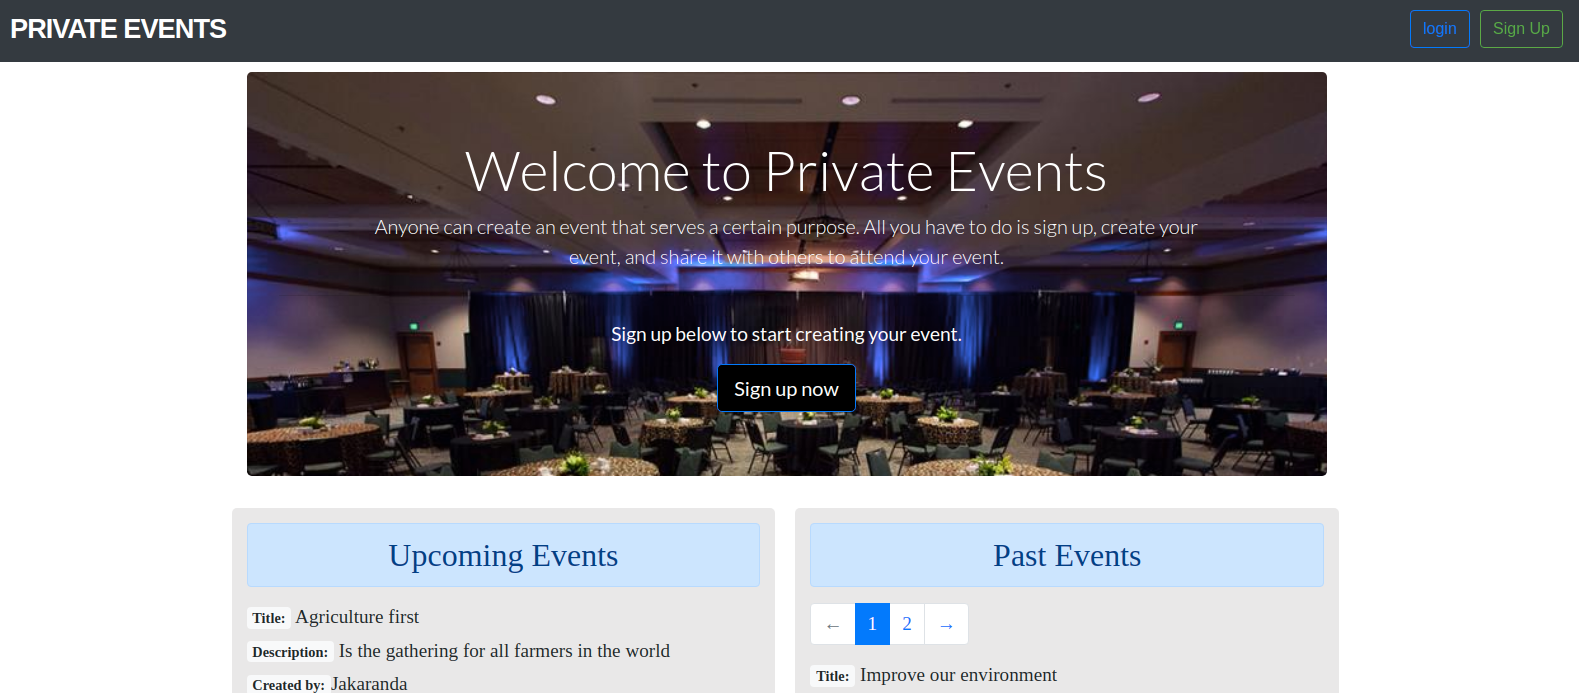 PRIVATE EVENTS
login
Sign Up
Welcome to Private Events
Anyone can create an event that serves a certain purpose. All you have to do is sign up, create your
event, and share it with others to attend your event.
Sign up below to start creating your event.
Sign up now
Upcoming Events
Title: Agriculture first
Description: Is the gathering for all farmers in the world
Created by: Jakaranda
Past Events
← 1 2 →
Title: Improve our environment